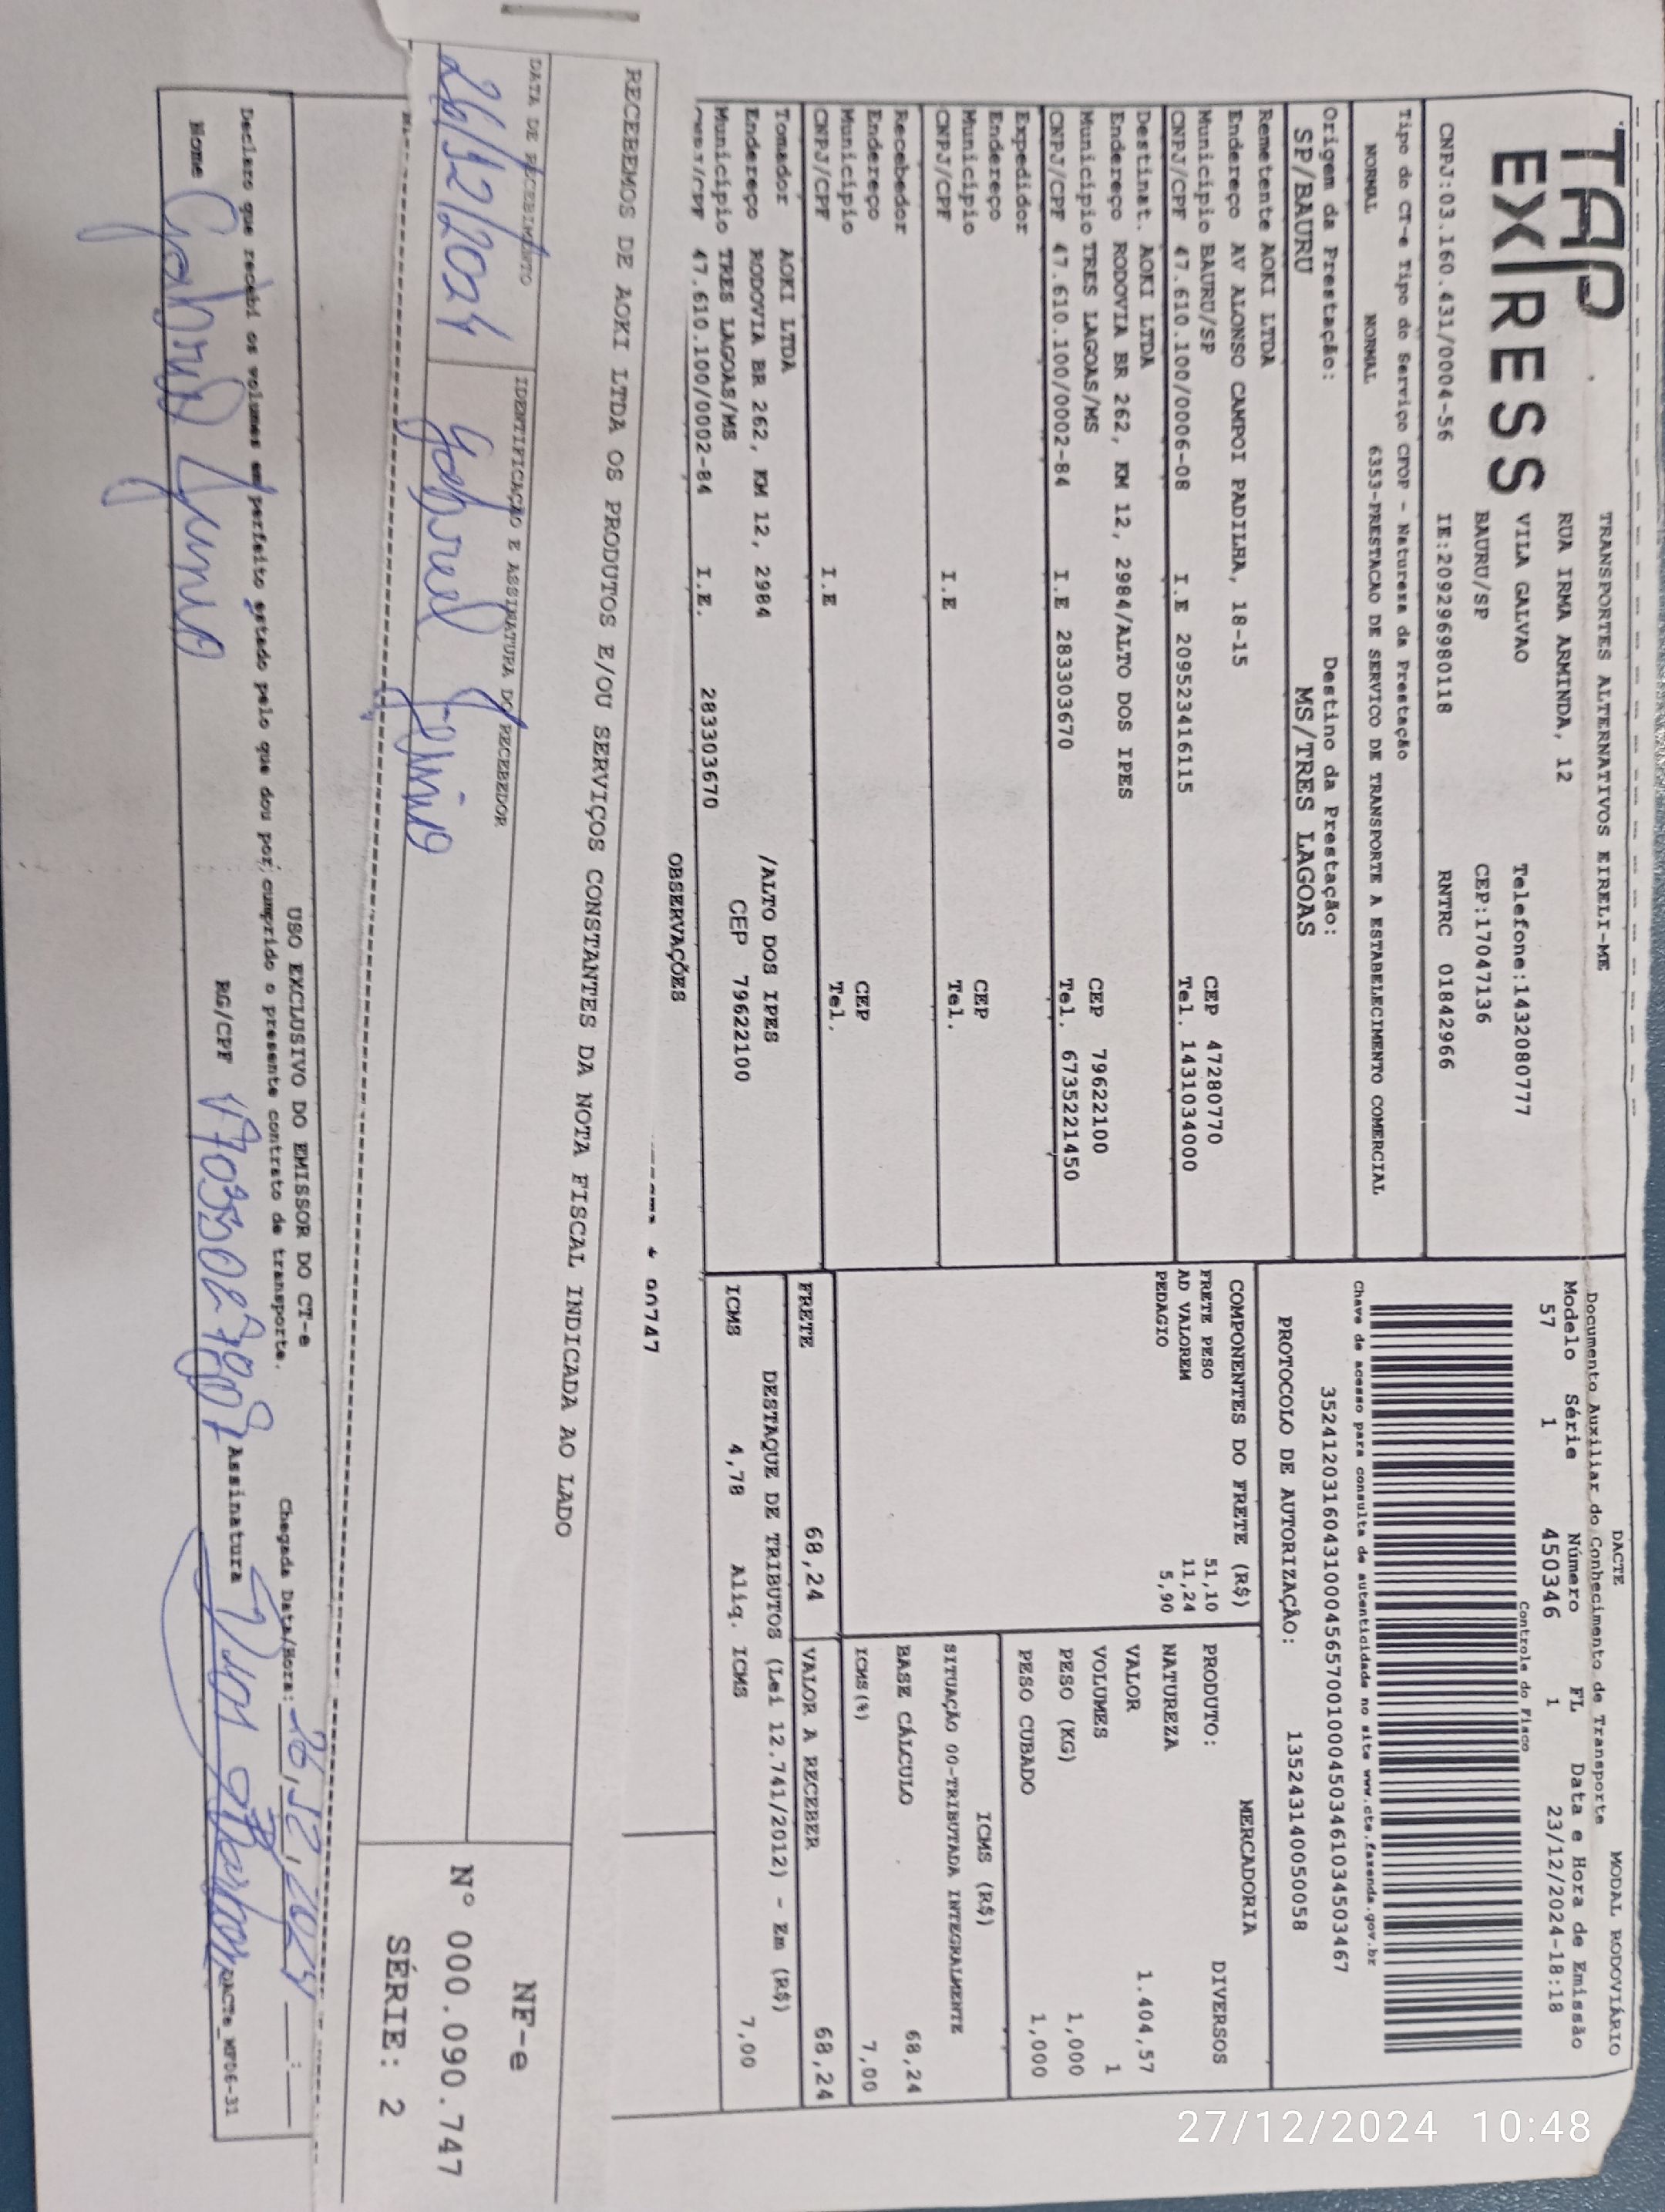 TAP
EXPRESS
TRANSPORTES ALTERNATIVOS EIRELI-ME
RUA IRMA ARMINDA, 12
VILA GALVAO Telefone:1432080777
BAURU/SP CEP:17047136
CNPJ:03.160.431/0004-56 IE:209296980118 RNTRC 01842966
Tipo do CT-e Tipo do Serviço CFOP - Natureza da Prestação
NORMAL NORMAL 6353-PRESTACAO DE SERVICO DE TRANSPORTE A ESTABELECIMENTO COMERCIAL
Origem da Prestação: Destino da Prestação:
SP/BAURU MS/TRES LAGOAS
Remetente AOKI LTDA
Endereço AV ALONSO CAMPOI PADILHA, 18-15
Município BAURU/SP CEP 47280770
CNPJ/CPF 47.610.100/0006-08 I.E 209523416115 Tel. 1431034000
Destinat. AOKI LTDA
Endereço RODOVIA BR 262, KM 12, 2984/ALTO DOS IPES
Município TRES LAGOAS/MS CEP 79622100
CNPJ/CPF 47.610.100/0002-84 I.E 283303670 Tel. 6735221450
Expedidor
Endereço
Município CEP
CNPJ/CPF I.E Tel.
Recebedor
Endereço
Município CEP
CNPJ/CPF I.E Tel.
Tomador AOKI LTDA
Endereço RODOVIA BR 262, KM 12, 2984 /ALTO DOS IPES
Município TRES LAGOAS/MS CEP 79622100
CNPJ/CPF 47.610.100/0002-84 I.E. 283303670
OBSERVAÇÕES
DACTE MODAL RODOVIÁRIO
Documento Auxiliar do Conhecimento de Transporte
Modelo Série Número FL Data e Hora de Emissão
57 1 450346 1 23/12/2024-18:18
Controle do Fisco
Chave de acesso para consulta de autenticidade no site www.cte.fazenda.gov.br
35241203160431000456570010004503461034503467
PROTOCOLO DE AUTORIZAÇÃO: 135243140050058
COMPONENTES DO FRETE (R$)
FRETE PESO 51,10
AD VALOREM 11,24
PEDAGIO 5,90
MERCADORIA
PRODUTO: DIVERSOS
NATUREZA
VALOR 1.404,57
VOLUMES 1
PESO (KG) 1,000
PESO CUBADO 1,000
ICMS (R$)
SITUAÇÃO 00-TRIBUTADA INTEGRALMENTE
BASE CÁLCULO 68,24
ICMS(%) 7,00
FRETE 68,24 VALOR A RECEBER 68,24
DESTAQUE DE TRIBUTOS (Lei 12.741/2012) - Em (R$)
ICMS 4,78 Aliq. ICMS 7,00
90747
RECEBEMOS DE AOKI LTDA OS PRODUTOS E/OU SERVIÇOS CONSTANTES DA NOTA FISCAL INDICADA AO LADO
DATA DE RECEBIMENTO IDENTIFICAÇÃO E ASSINATURA DO RECEBEDOR
26/12/2024 Gabriel Junio
NF-e
N° 000.090.747
SÉRIE: 2
USO EXCLUSIVO DO EMISSOR DO CT-e
Declaro que recebi os volumes em perfeito estado pelo que dou por cumprido o presente contrato de transporte.
Chegada Data/Hora: 26,12,2024 __:__
Nome Gabriel Junio RG/CPF Assinatura
DACTe_MFD6-31
27/12/2024 10:48